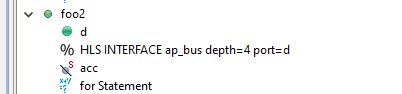 foo2
d
% HLS INTERFACE ap_bus depth=4 port=d
S
acc
x+y
for Statement